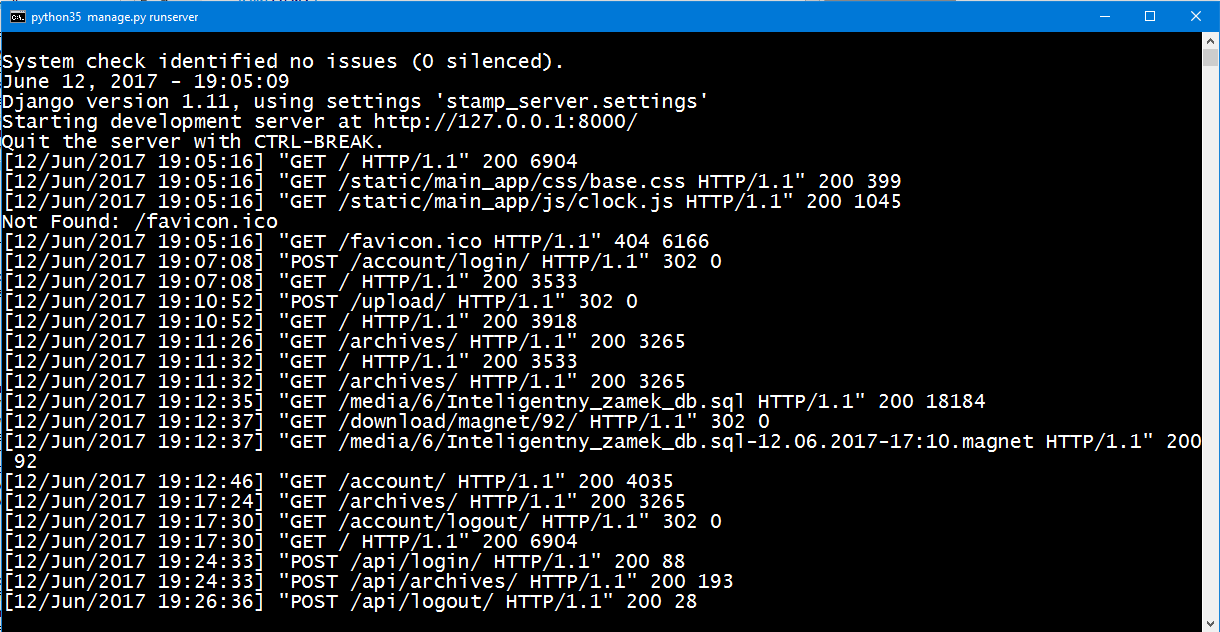 python35 manage.py runserver
System check identified no issues (0 silenced).
June 12, 2017 - 19:05:09
Django version 1.11, using settings 'stamp_server.settings'
Starting development server at http://127.0.0.1:8000/
Quit the server with CTRL-BREAK.
[12/Jun/2017 19:05:16] "GET / HTTP/1.1" 200 6904
[12/Jun/2017 19:05:16] "GET /static/main_app/css/base.css HTTP/1.1" 200 399
[12/Jun/2017 19:05:16] "GET /static/main_app/js/clock.js HTTP/1.1" 200 1045
Not Found: /favicon.ico
[12/Jun/2017 19:05:16] "GET /favicon.ico HTTP/1.1" 404 6166
[12/Jun/2017 19:07:08] "POST /account/login/ HTTP/1.1" 302 0
[12/Jun/2017 19:07:08] "GET / HTTP/1.1" 200 3533
[12/Jun/2017 19:10:52] "POST /upload/ HTTP/1.1" 302 0
[12/Jun/2017 19:10:52] "GET / HTTP/1.1" 200 3918
[12/Jun/2017 19:11:26] "GET /archives/ HTTP/1.1" 200 3265
[12/Jun/2017 19:11:32] "GET / HTTP/1.1" 200 3533
[12/Jun/2017 19:11:32] "GET /archives/ HTTP/1.1" 200 3265
[12/Jun/2017 19:12:35] "GET /media/6/Inteligentny_zamek_db.sql HTTP/1.1" 200 18184
[12/Jun/2017 19:12:37] "GET /download/magnet/92/ HTTP/1.1" 302 0
[12/Jun/2017 19:12:37] "GET /media/6/Inteligentny_zamek_db.sql-12.06.2017-17:10.magnet HTTP/1.1" 200
92
[12/Jun/2017 19:12:46] "GET /account/ HTTP/1.1" 200 4035
[12/Jun/2017 19:17:24] "GET /archives/ HTTP/1.1" 200 3265
[12/Jun/2017 19:17:30] "GET /account/logout/ HTTP/1.1" 302 0
[12/Jun/2017 19:17:30] "GET / HTTP/1.1" 200 6904
[12/Jun/2017 19:24:33] "POST /api/login/ HTTP/1.1" 200 88
[12/Jun/2017 19:24:33] "POST /api/archives/ HTTP/1.1" 200 193
[12/Jun/2017 19:26:36] "POST /api/logout/ HTTP/1.1" 200 28